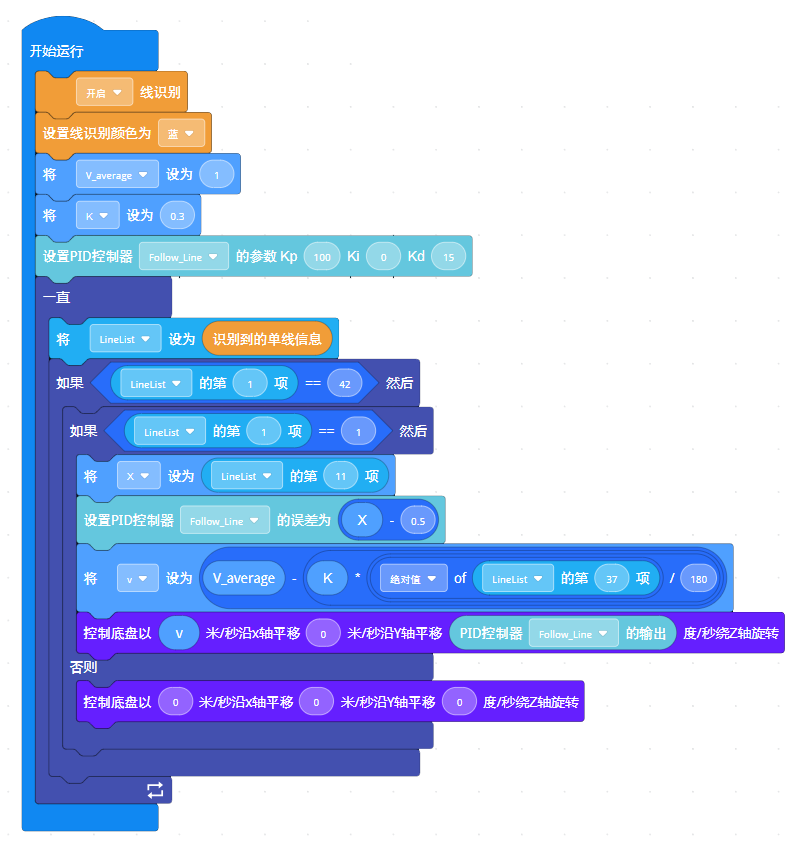 开始运行
开启 线识别
设置线识别颜色为 蓝
将 V_average 设为 1
将 K 设为 0.3
设置PID控制器 Follow_Line 的参数 Kp 100 Ki 0 Kd 15
一直
将 LineList 设为 识别到的单线信息
如果 LineList 的第 1 项 == 42 然后
如果 LineList 的第 1 项 == 1 然后
将 X 设为 LineList 的第 11 项
设置PID控制器 Follow_Line 的误差为 X - 0.5
将 v 设为 V_average - K * 绝对值 of LineList 的第 37 项 / 180
控制底盘以 v 米/秒沿x轴平移 0 米/秒沿Y轴平移 PID控制器 Follow_Line 的输出 度/秒绕Z轴旋转
否则
控制底盘以 0 米/秒沿x轴平移 0 米/秒沿Y轴平移 0 度/秒绕Z轴旋转